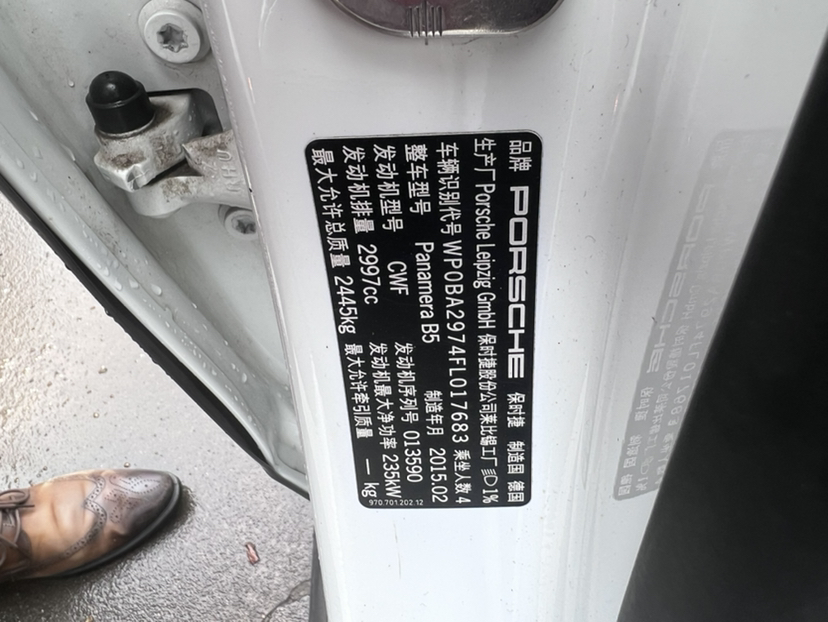 品牌 PORSCHE 保时捷 制造国 德国
生产厂 Porsche Leipzig GmbH 保时捷股份公司莱比锡工厂 1%
车辆识别代号 WP0BA2974FL017683 乘坐人数 4
整车型号 Panamera B5 制造年月 2015.02
发动机型号 CWF 发动机序列号 013590
发动机排量 2997cc 发动机最大净功率 235kW
最大允许总质量 2445kg 最大允许牵引质量 — kg
970.701.202.12